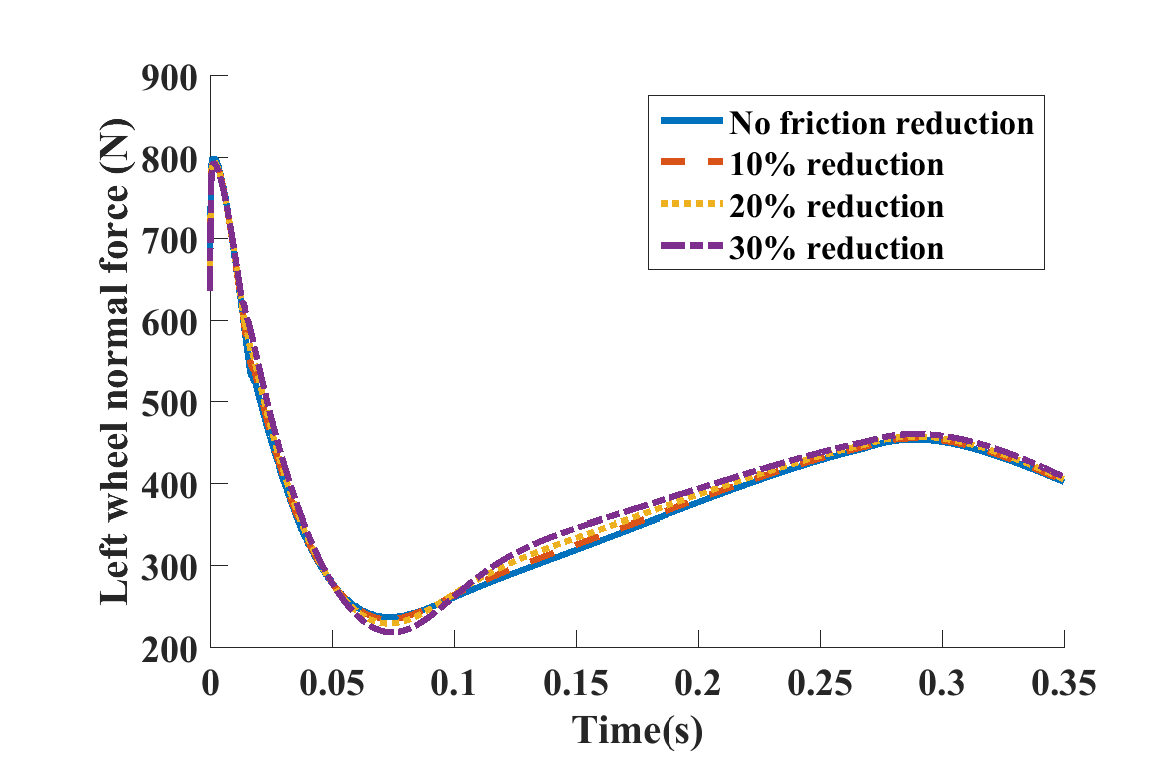 900
800
700
600
500
400
300
200
0
0.05
0.1
0.15
0.2
0.25
0.3
0.35
Left wheel normal force (N)
Time(s)
No friction reduction
10% reduction
20% reduction
30% reduction